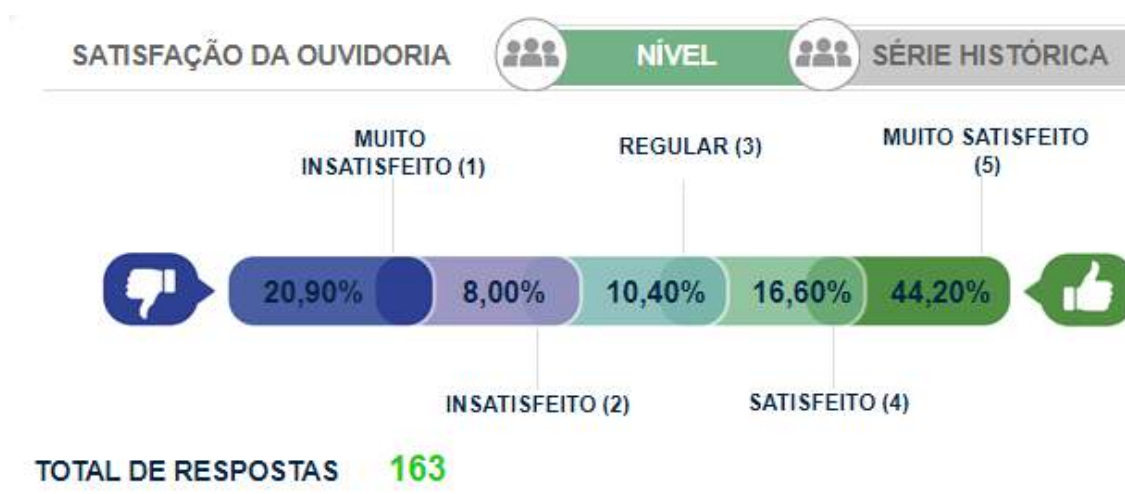 SATISFAÇÃO DA OUVIDORIA NÍVEL SÉRIE HISTÓRICA
MUITO
INSATISFEITO (1)
REGULAR (3)
MUITO SATISFEITO
(5)
20,90% 8,00% 10,40% 16,60% 44,20%
INSATISFEITO (2)
SATISFEITO (4)
TOTAL DE RESPOSTAS 163